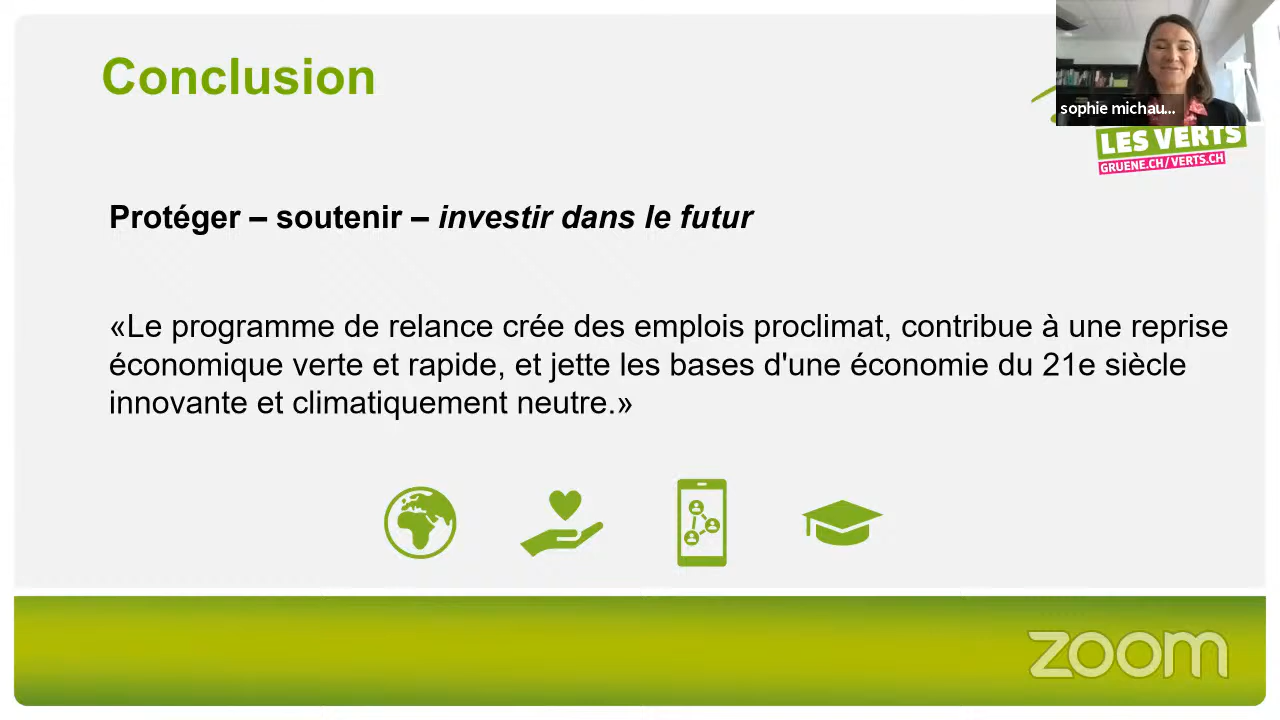 Conclusion
sophie michau...
LES VERTS
GRUENE.CH/VERTS.CH
Protéger – soutenir – investir dans le futur
«Le programme de relance crée des emplois proclimat, contribue à une reprise
économique verte et rapide, et jette les bases d'une économie du 21e siècle
innovante et climatiquement neutre.»
zoom